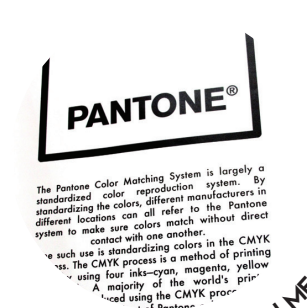 PANTONE®
The Pantone Color Matching System is largely a
standardized color reproduction system. By
standardizing the colors, different manufacturers in
different locations can all refer to the Pantone
system to make sure colors match without direct
contact with one another.
such use is standardizing colors in the CMYK
The CMYK process is a method of printing
using four inks—cyan, magenta, yellow
A majority of the world's
using the CMYK
of Pantone